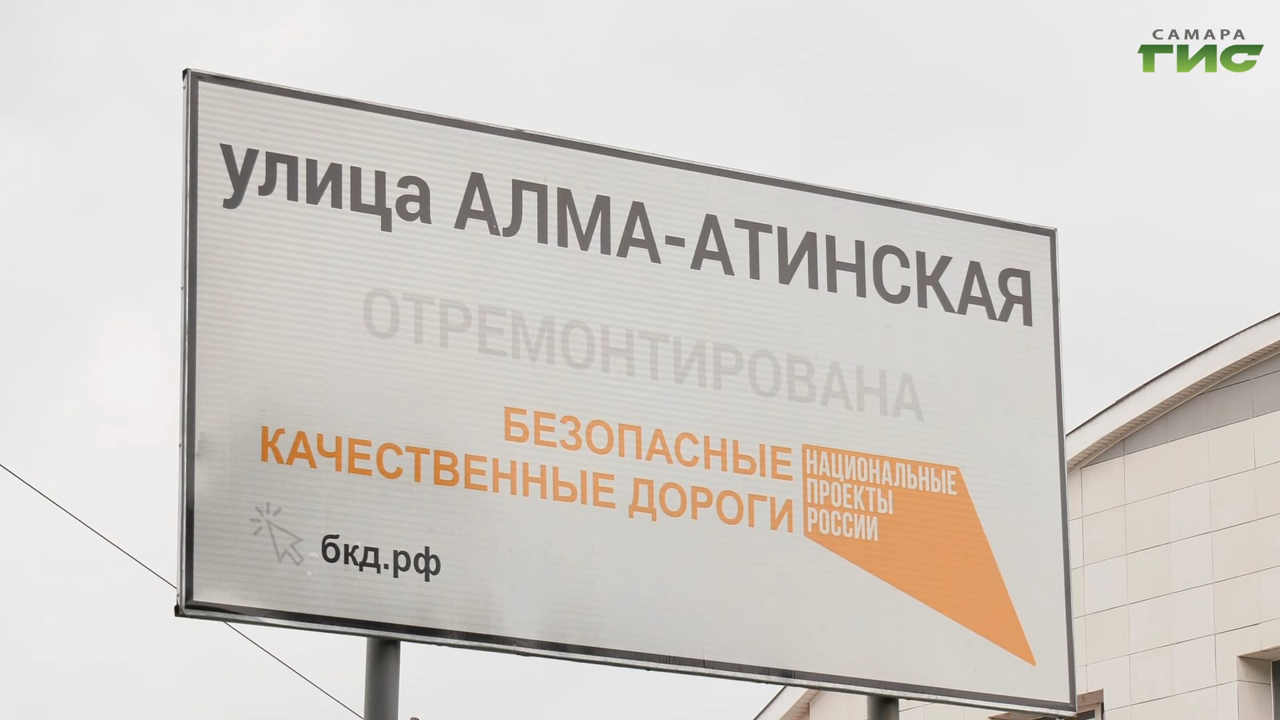 САМАРА
ГИС
улица АЛМА-АТИНСКАЯ
ОТРЕМОНТИРОВАНА
БЕЗОПАСНЫЕ
КАЧЕСТВЕННЫЕ ДОРОГИ
НАЦИОНАЛЬНЫЕ
ПРОЕКТЫ
РОССИИ
бкд.рф